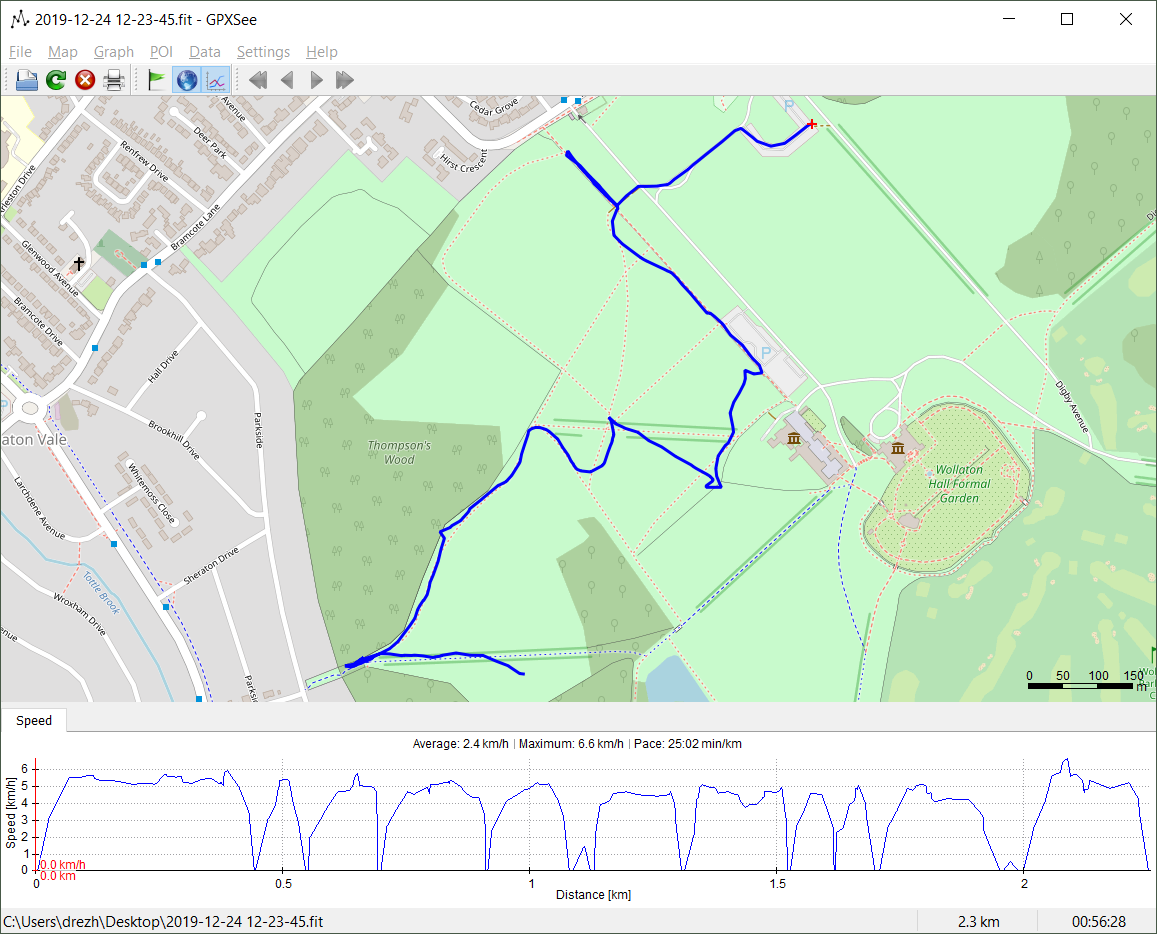 2019-12-24 12-23-45.fit - GPXSee
File Map Graph POI Data Settings Help
Cedar Grove
P
Avenue
Deer Park
Renfrew Drive
Hirst Crescent
Bramcote Lane
Glenwood Avenue
Bramcote Drive
P
Hall Drive
Digby Avenue
Parkside
aton Vale
Brookhill Drive
Thompson's
Wood
Wollaton
Hall Formal
Garden
Whitemoss Close
Larchdene Avenue
Sheraton Drive
Tottle Brook
Wroxham Drive
Parkside
0 50 100 150
m
Speed
Average: 2.4 km/h | Maximum: 6.6 km/h | Pace: 25:02 min/km
Speed [km/h]
6
5
4
3
2
1
0
0.0 km/h
0.0 km
0 0.5 1 1.5 2
Distance [km]
C:\Users\drezh\Desktop\2019-12-24 12-23-45.fit 2.3 km 00:56:28